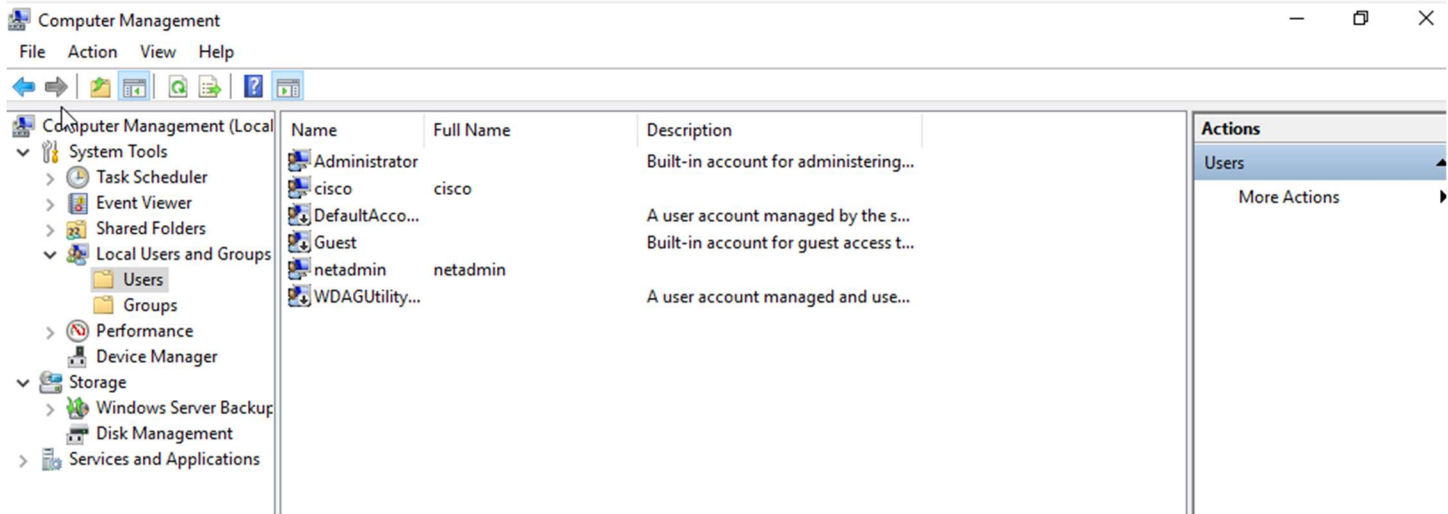 Computer Management
File Action View Help
Computer Management (Local
System Tools
Task Scheduler
Event Viewer
Shared Folders
Local Users and Groups
Users
Groups
Performance
Device Manager
Storage
Windows Server Backup
Disk Management
Services and Applications
Name Full Name Description
Administrator Built-in account for administering...
cisco cisco
DefaultAcco... A user account managed by the s...
Guest Built-in account for guest access t...
netadmin netadmin
WDAGUtility... A user account managed and use...
Actions
Users
More Actions